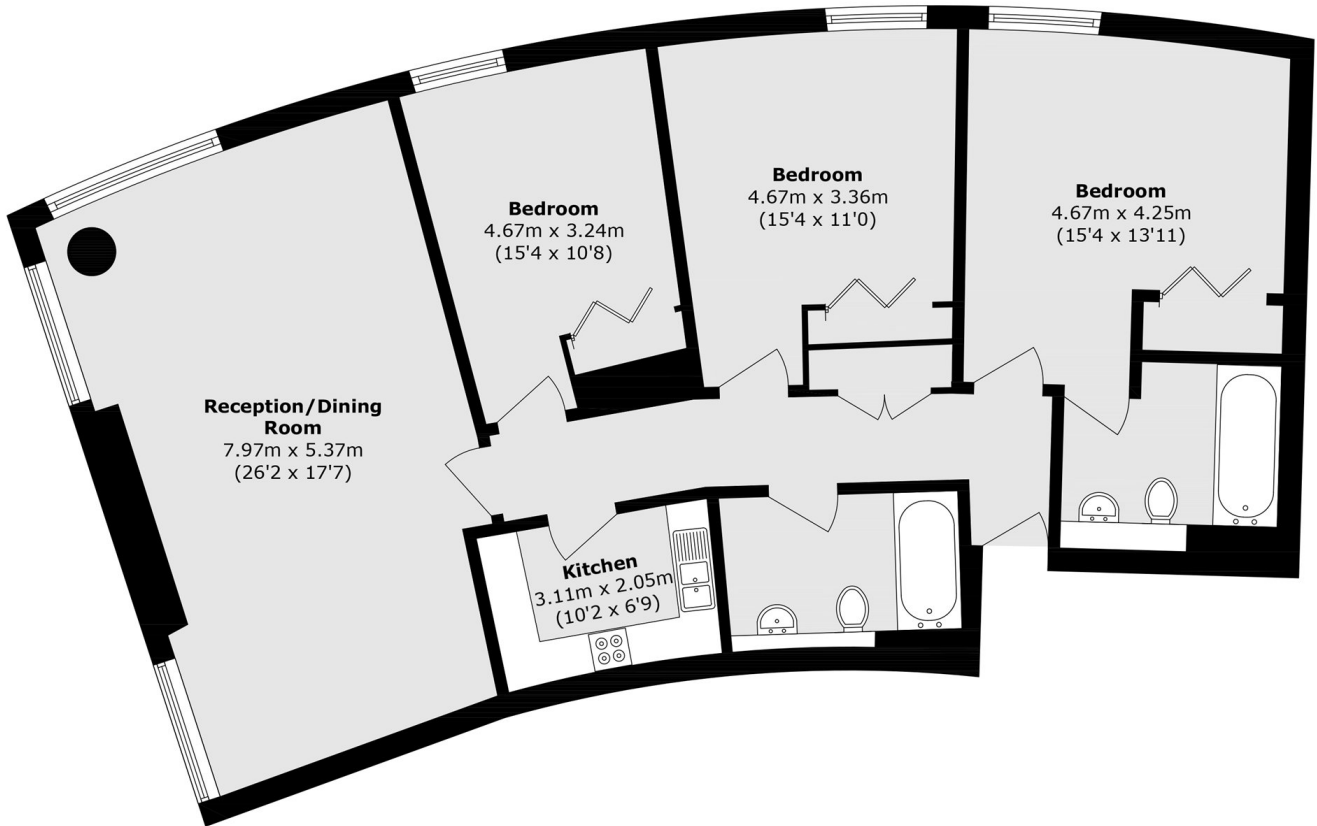 Bedroom
4.67m x 3.24m
(15'4 x 10'8)
Bedroom
4.67m x 3.36m
(15'4 x 11'0)
Bedroom
4.67m x 4.25m
(15'4 x 13'11)
Reception/Dining
Room
7.97m x 5.37m
(26'2 x 17'7)
Kitchen
3.11m x 2.05m
(10'2 x 6'9)